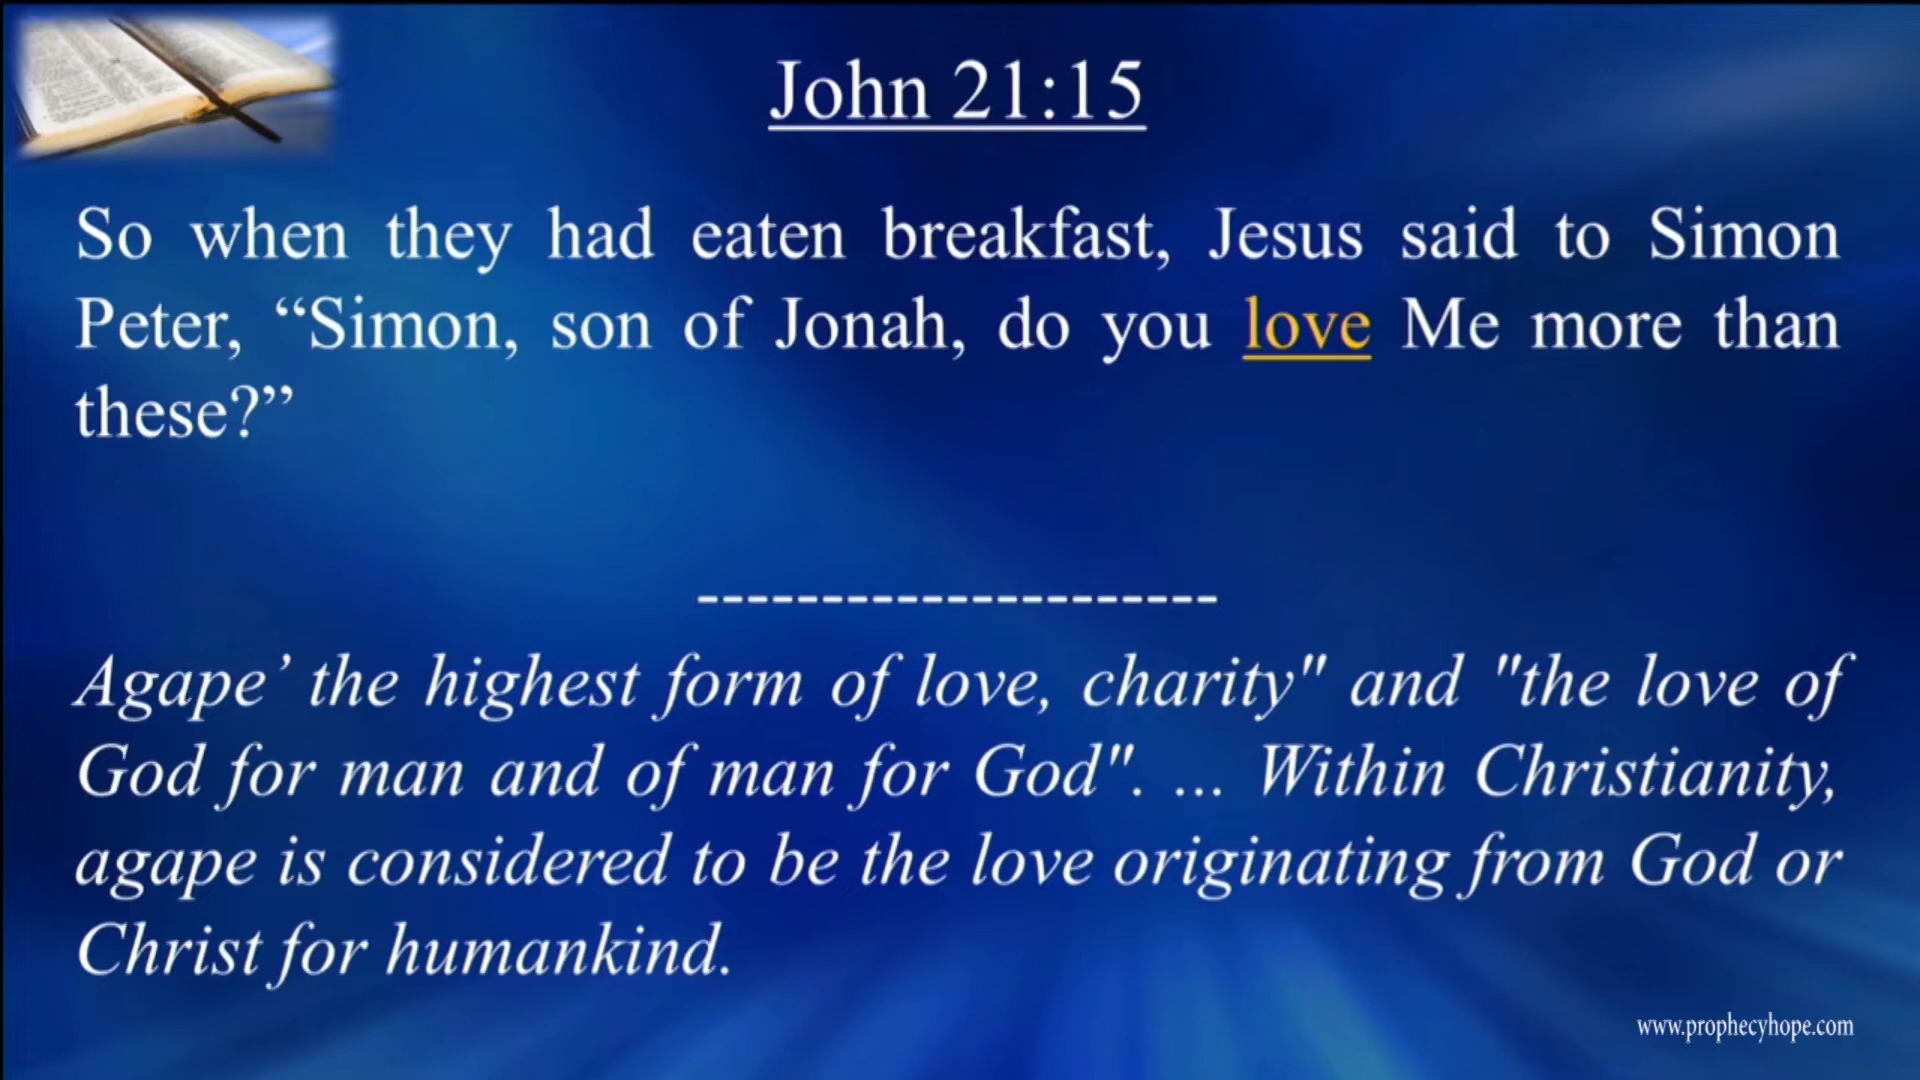 John 21:15
So when they had eaten breakfast, Jesus said to Simon
Peter, “Simon, son of Jonah, do you love Me more than
these?”
---------------------
Agape’ the highest form of love, charity" and "the love of
God for man and of man for God". ... Within Christianity,
agape is considered to be the love originating from God or
Christ for humankind.
www.prophecyhope.com